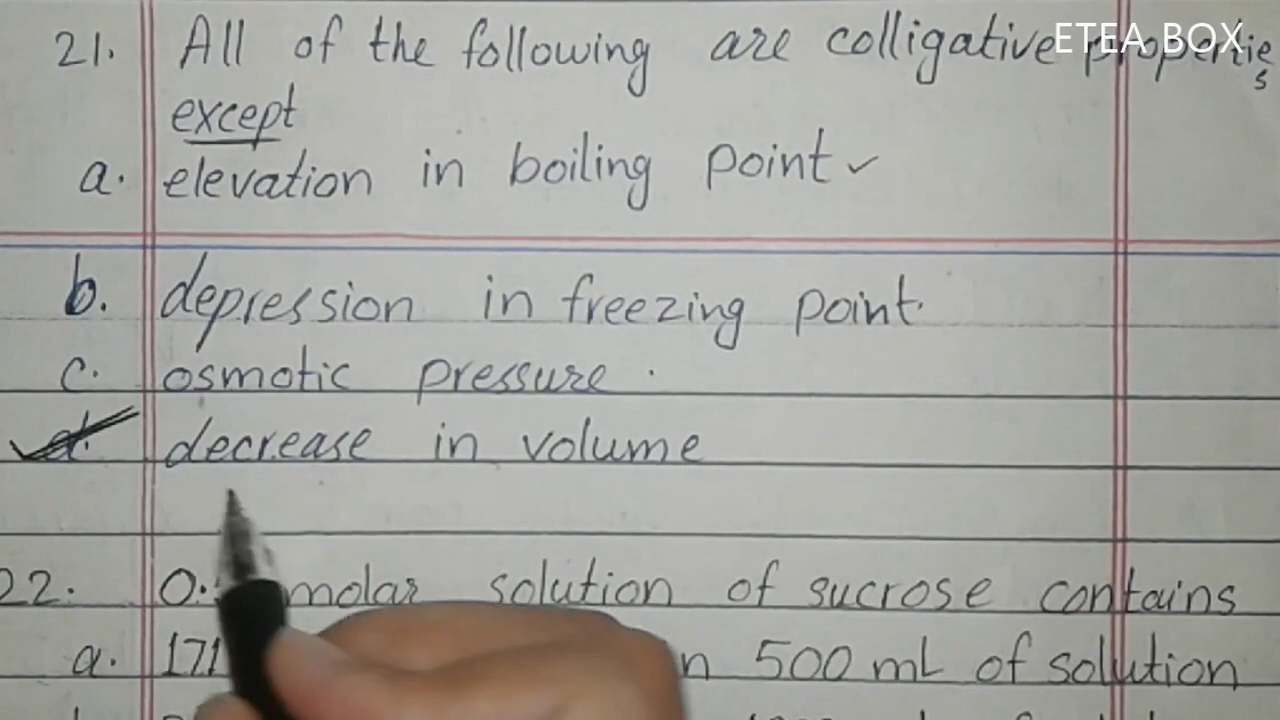 ETEA BOX
21. All of the following are colligative properties
except
a. elevation in boiling point ✓
b. depression in freezing point.
c. osmotic pressure.
d. decrease in volume
22. molar solution of sucrose contains
a. 171 500 mL of solution